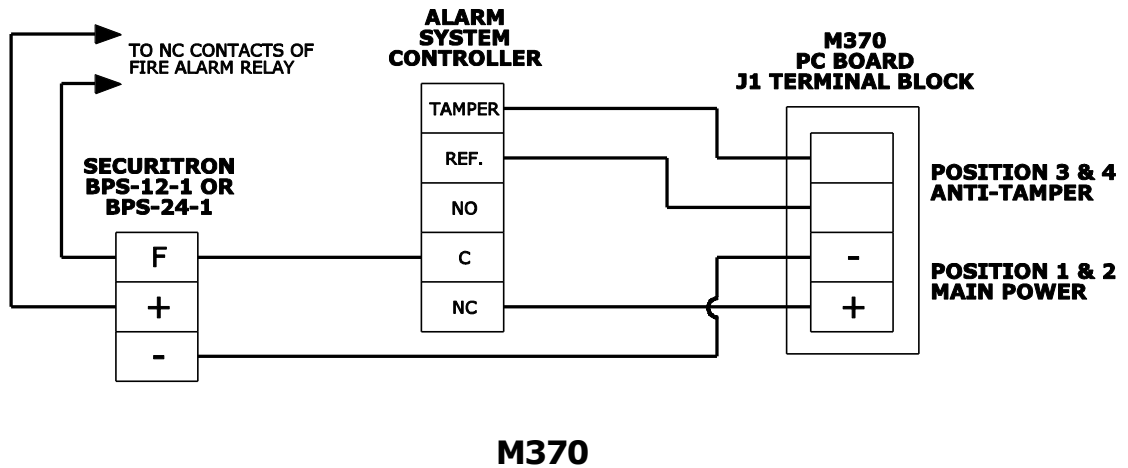 TO NC CONTACTS OF
FIRE ALARM RELAY
SECURITRON
BPS-12-1 OR
BPS-24-1
F
+
-
ALARM
SYSTEM
CONTROLLER
TAMPER
REF.
NO
C
NC
M370
PC BOARD
J1 TERMINAL BLOCK
-
+
POSITION 3 & 4
ANTI-TAMPER
POSITION 1 & 2
MAIN POWER
M370